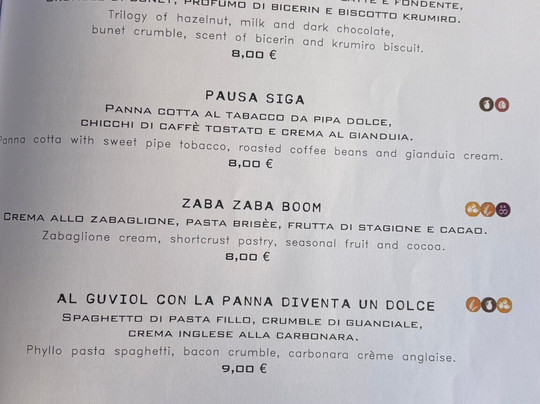 PROFUMO DI BICERIN E BISCOTTO KRUMIRO.
Trilogy of hazelnut, milk and dark chocolate,
bunet crumble, scent of bicerin and krumiro biscuit.
8,00 €
PAUSA SIGA
PANNA COTTA AL TABACCO DA PIPA DOLCE,
CHICCHI DI CAFFÈ TOSTATO E CREMA AL GIANDUIA.
Panna cotta with sweet pipe tobacco, roasted coffee beans and gianduia cream.
8,00 €
ZABA ZABA BOOM
CREMA ALLO ZABAGLIONE, PASTA BRISÈE, FRUTTA DI STAGIONE E CACAO.
Zabaglione cream, shortcrust pastry, seasonal fruit and cocoa.
8,00 €
AL GUVIOL CON LA PANNA DIVENTA UN DOLCE
SPAGHETTO DI PASTA FILLO, CRUMBLE DI GUANCIALE,
CREMA INGLESE ALLA CARBONARA.
Phyllo pasta spaghetti, bacon crumble, carbonara crème anglaise.
9,00 €